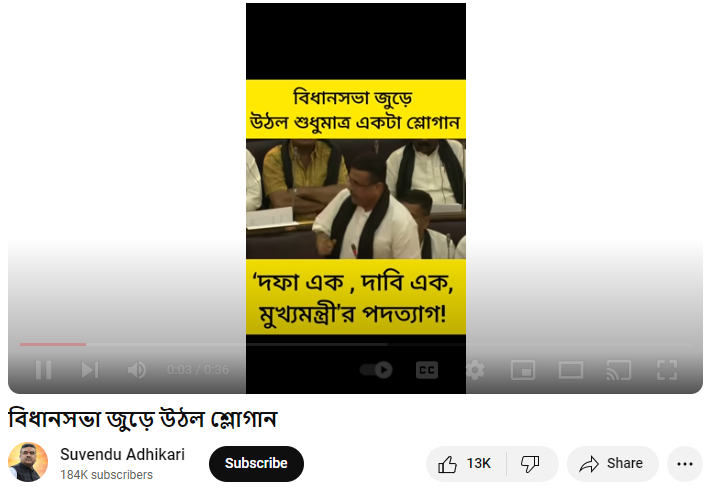 বিধানসভা জুড়ে
উঠল শুধুমাত্র একটা শ্লোগান
‘দফা এক , দাবি এক,
মুখ্যমন্ত্রী’র পদত্যাগ!
0:03 / 0:36
CC
বিধানসভা জুড়ে উঠল শ্লোগান
Suvendu Adhikari
184K subscribers
Subscribe
13K
Share